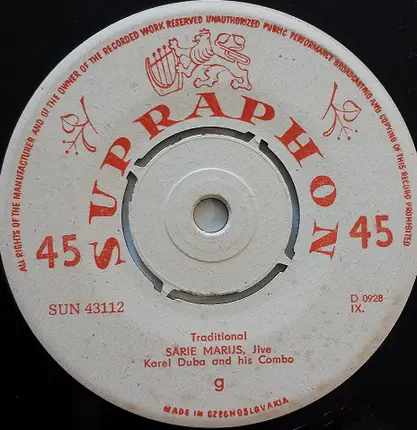 ALL RIGHTS OF THE MANUFACTURER AND OF THE OWNER OF THE RECORDED WORK RESERVED UNAUTHORIZED PUBLIC PERFORMANCE BROADCASTING AND COPYING OF THIS RECORD PROHIBITED
SUPRAPHON
45 45
SUN 43112
D 0928
IX.
Traditional
SARIE MARIJS, Jive
Karel Duba and his Combo
g
MADE IN CZECHOSLOVAKIA